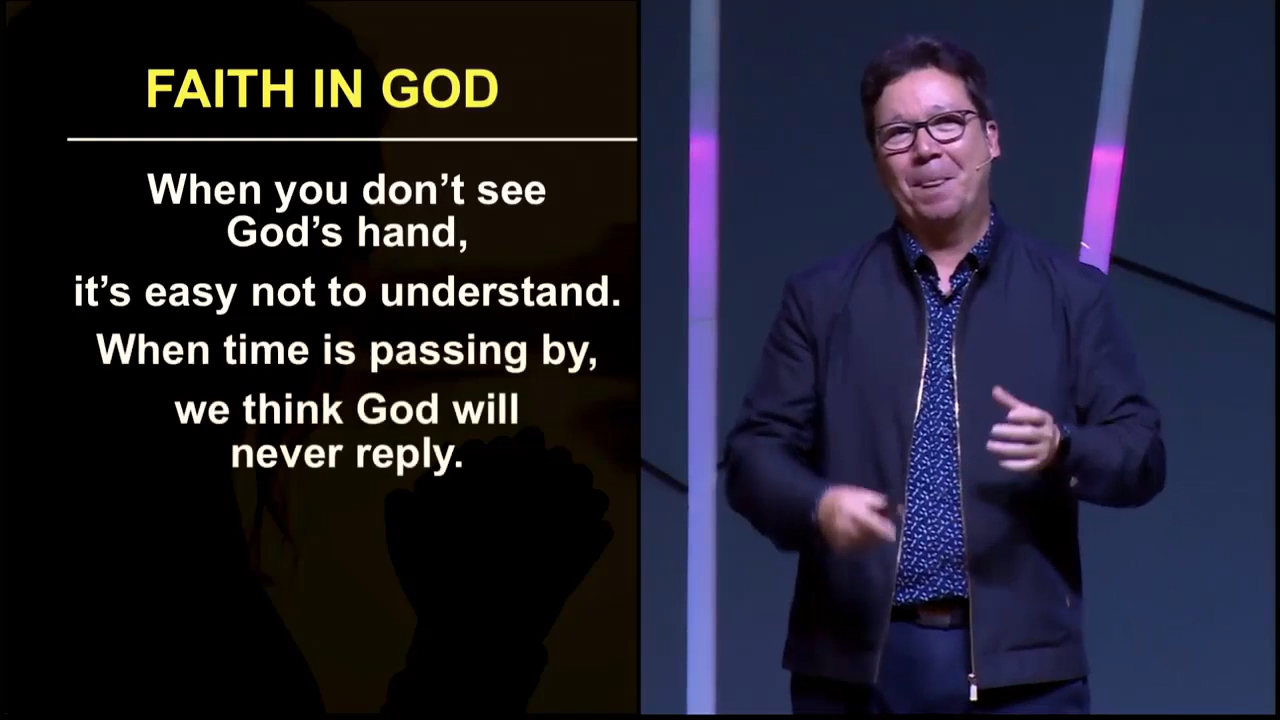 FAITH IN GOD
When you don’t see
God’s hand,
it’s easy not to understand.
When time is passing by,
we think God will
never reply.